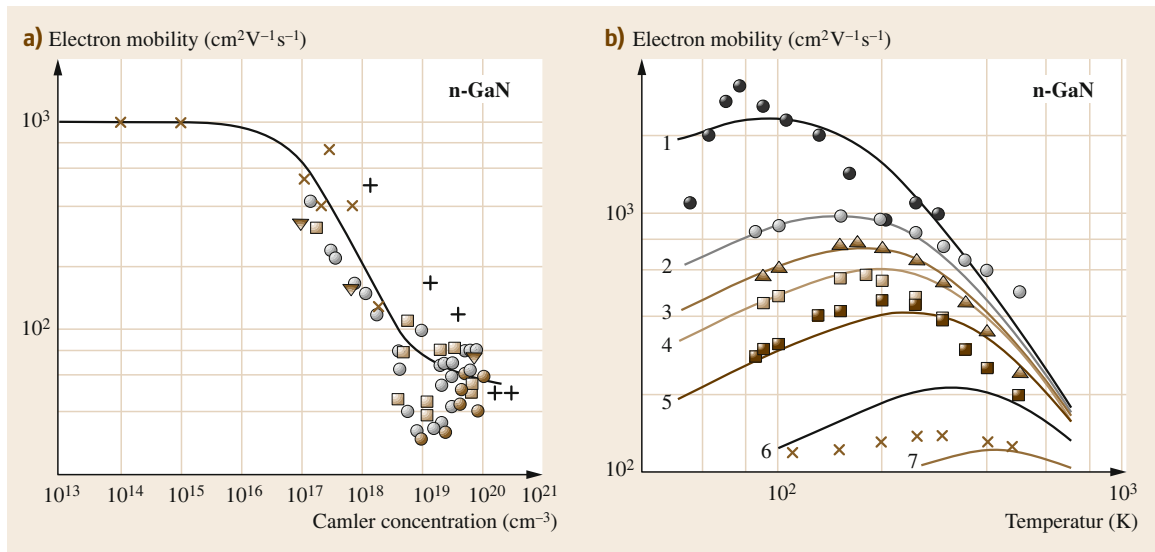 a) Electron mobility (cm²V⁻¹s⁻¹)
n-GaN
10³
10²
10¹³ 10¹⁴ 10¹⁵ 10¹⁶ 10¹⁷ 10¹⁸ 10¹⁹ 10²⁰ 10²¹
Camler concentration (cm⁻³)
b) Electron mobility (cm²V⁻¹s⁻¹)
n-GaN
1
10³
2
3
4
5
6
7
10²
10² 10³
Temperatur (K)